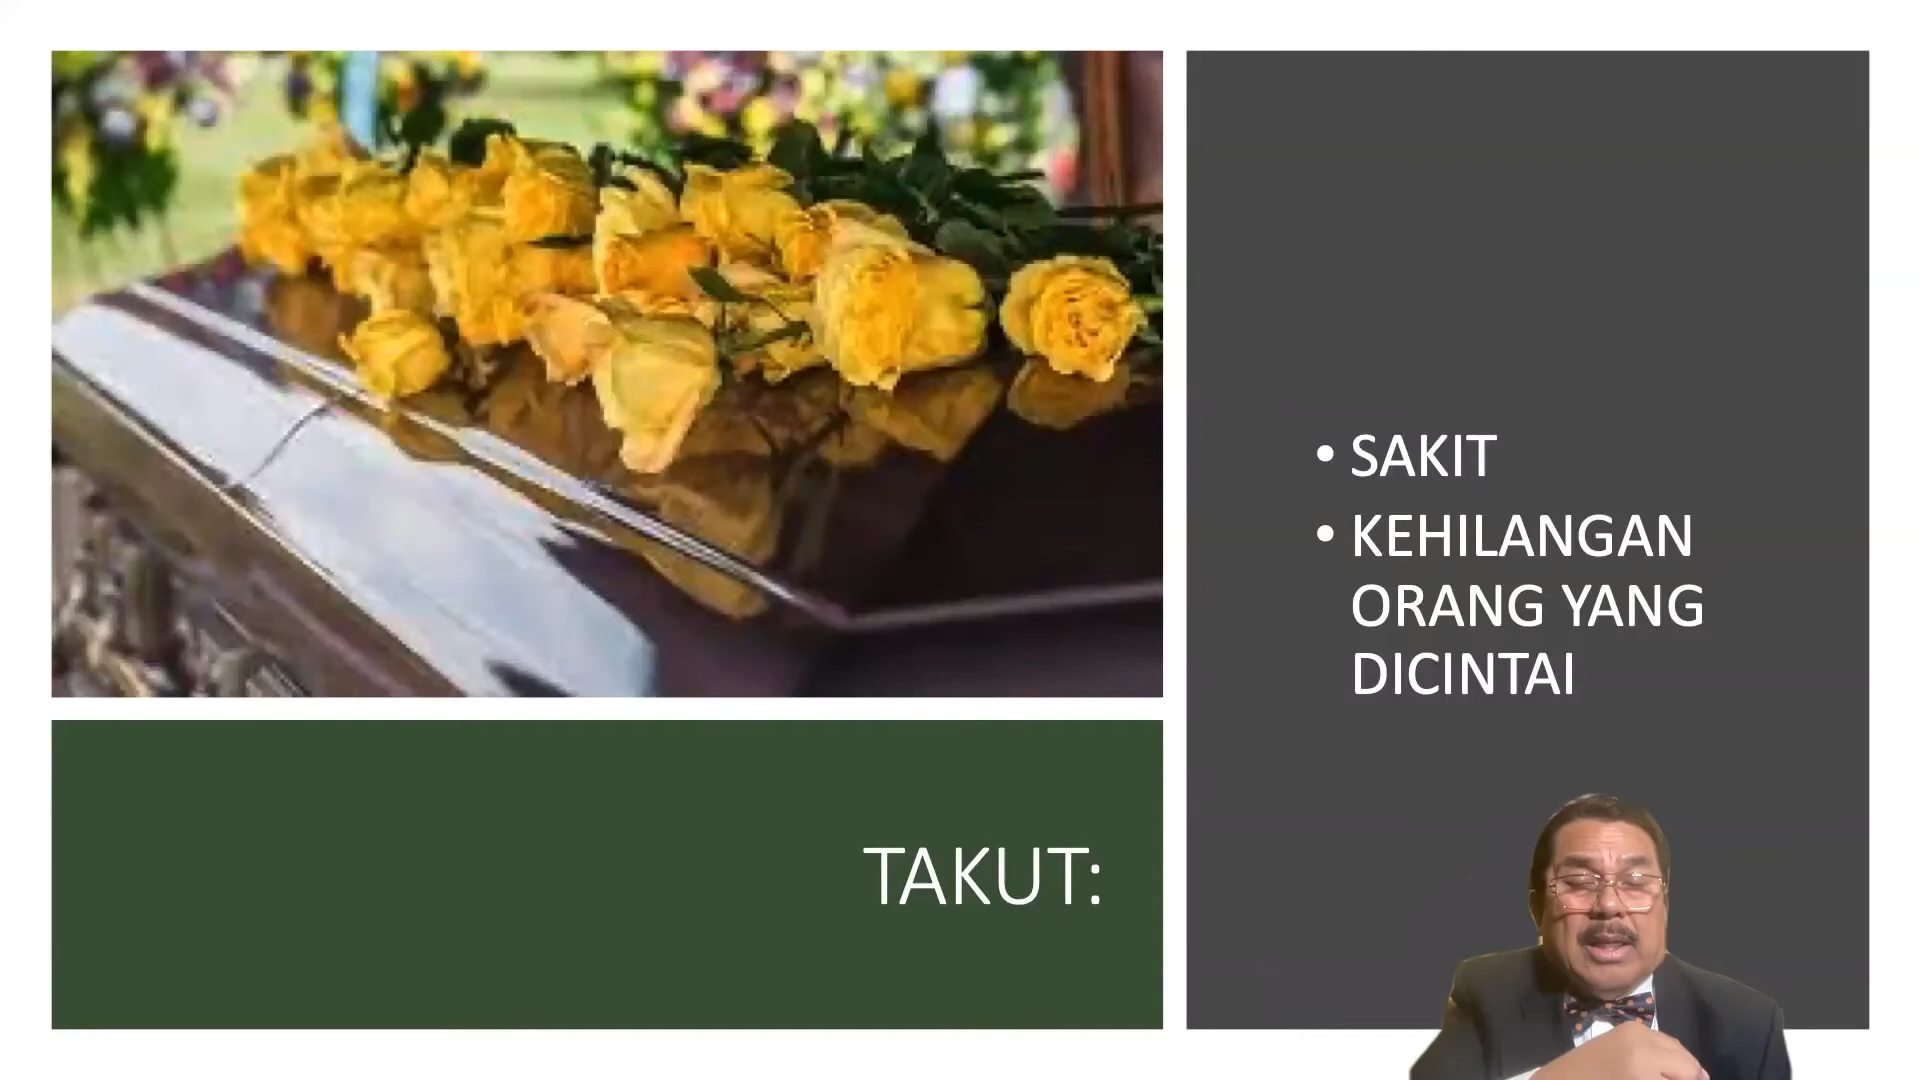 • SAKIT
• KEHILANGAN
ORANG YANG
DICINTAI
TAKUT: